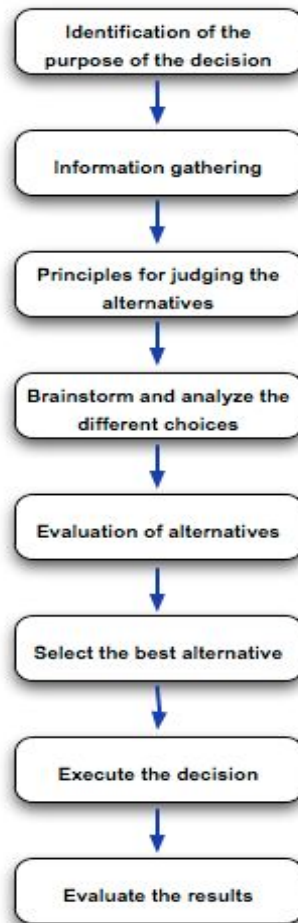 Identification of the
purpose of the decision
Information gathering
Principles for judging the
alternatives
Brainstorm and analyze the
different choices
Evaluation of alternatives
Select the best alternative
Execute the decision
Evaluate the results